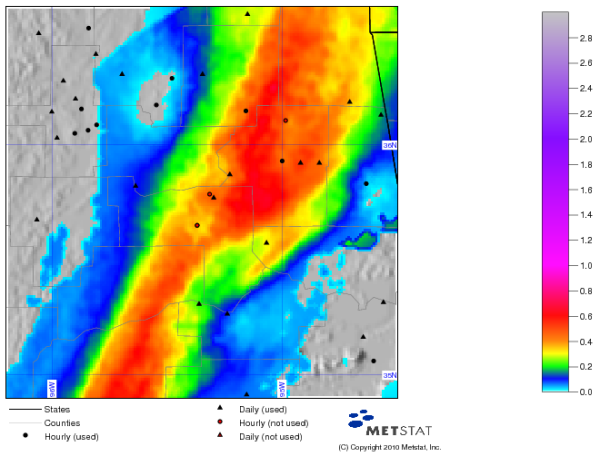 2.8
2.6
2.4
2.2
2.0
1.8
1.6
1.4
1.2
1.0
0.8
0.6
0.4
0.2
0.0
36N
35N
96W
95W
States
Counties
Hourly (used)
Daily (used)
Hourly (not used)
Daily (not used)
METSTAT
(C) Copyright 2010 Metstat, Inc.